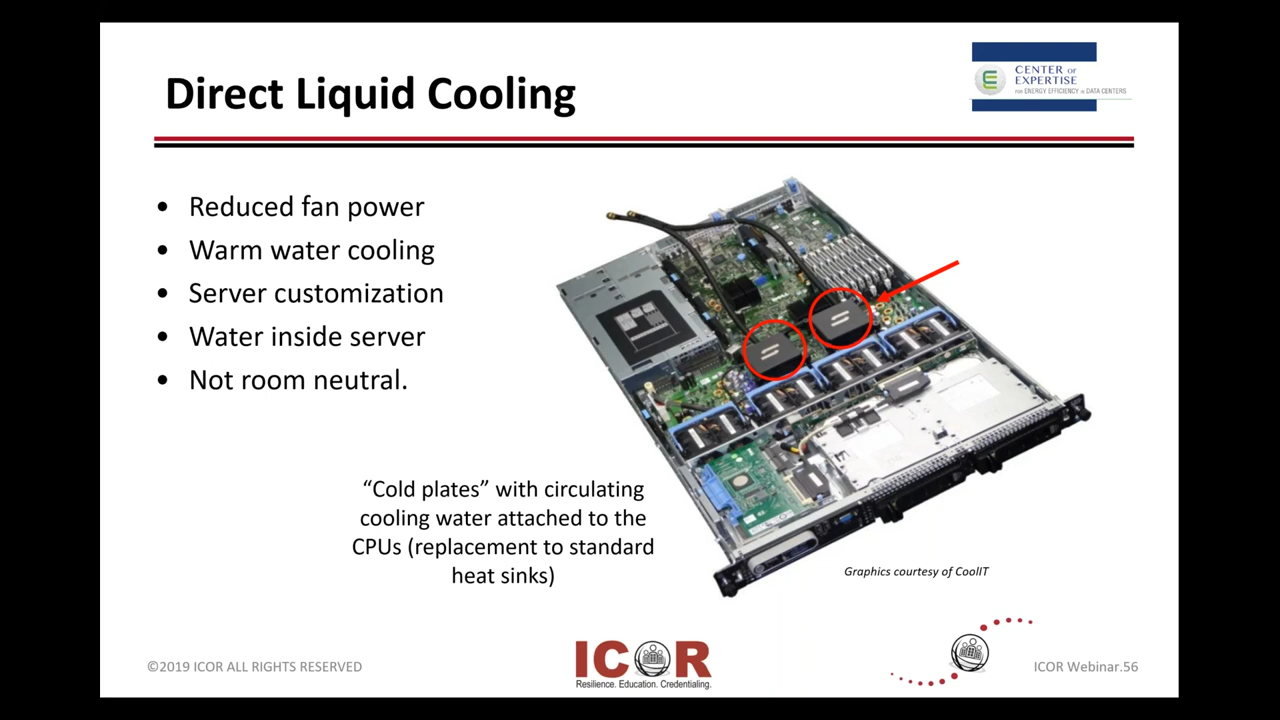 Direct Liquid Cooling
CENTER OF
EXPERTISE
FOR ENERGY EFFICIENCY IN DATA CENTERS
• Reduced fan power
• Warm water cooling
• Server customization
• Water inside server
• Not room neutral.
“Cold plates” with circulating
cooling water attached to the
CPUs (replacement to standard
heat sinks)
Graphics courtesy of CoolIT
©2019 ICOR ALL RIGHTS RESERVED
ICOR
Resilience. Education. Credentialing.
ICOR Webinar.56